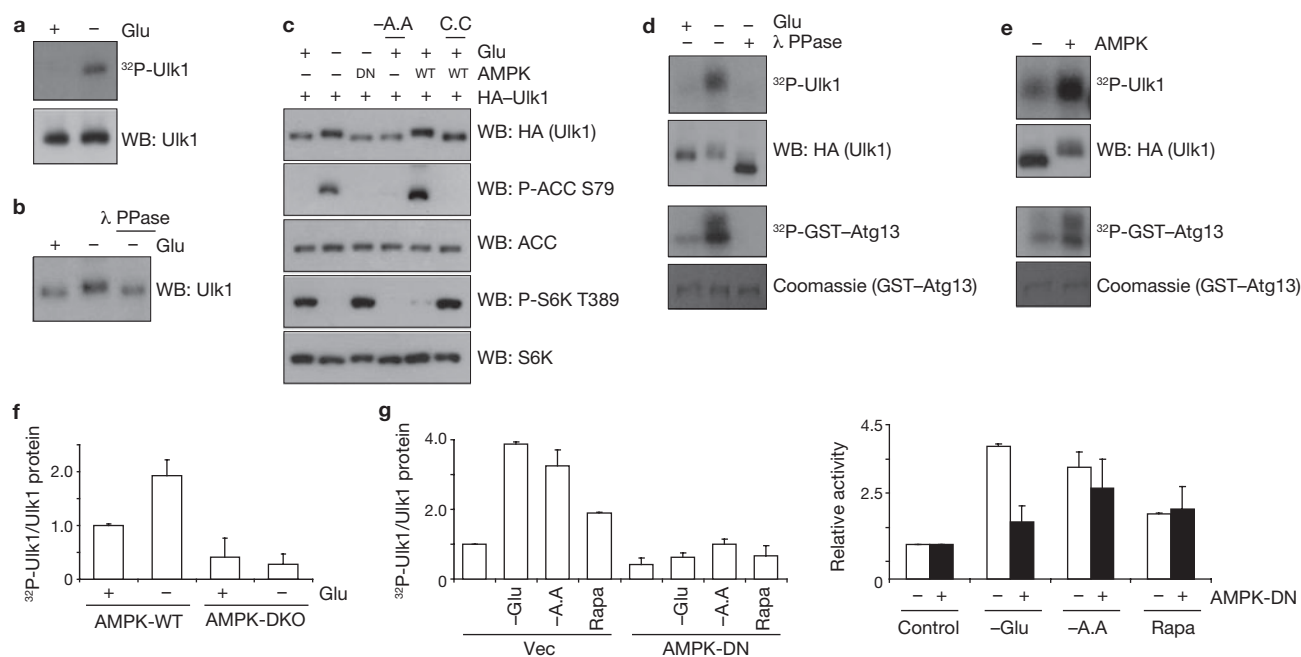 a
+ – Glu
³²P-Ulk1
WB: Ulk1
b
λ PPase
+ – – Glu
WB: Ulk1
c
–A.A C.C
+ – – + + + Glu
– – DN – WT WT AMPK
+ + + + + + HA–Ulk1
WB: HA (Ulk1)
WB: P-ACC S79
WB: ACC
WB: P-S6K T389
WB: S6K
d
+ – – Glu
– – + λ PPase
³²P-Ulk1
WB: HA (Ulk1)
³²P-GST–Atg13
Coomassie (GST–Atg13)
e
– + AMPK
³²P-Ulk1
WB: HA (Ulk1)
³²P-GST–Atg13
Coomassie (GST–Atg13)
f
³²P-Ulk1/Ulk1 protein
2.0
1.0
0
+ – + – Glu
AMPK-WT AMPK-DKO
g
³²P-Ulk1/Ulk1 protein
4.0
2.0
0
–Glu –A.A Rapa –Glu –A.A Rapa
Vec AMPK-DN
Relative activity
4.5
2.5
0
– + – + – + – + AMPK-DN
Control –Glu –A.A Rapa